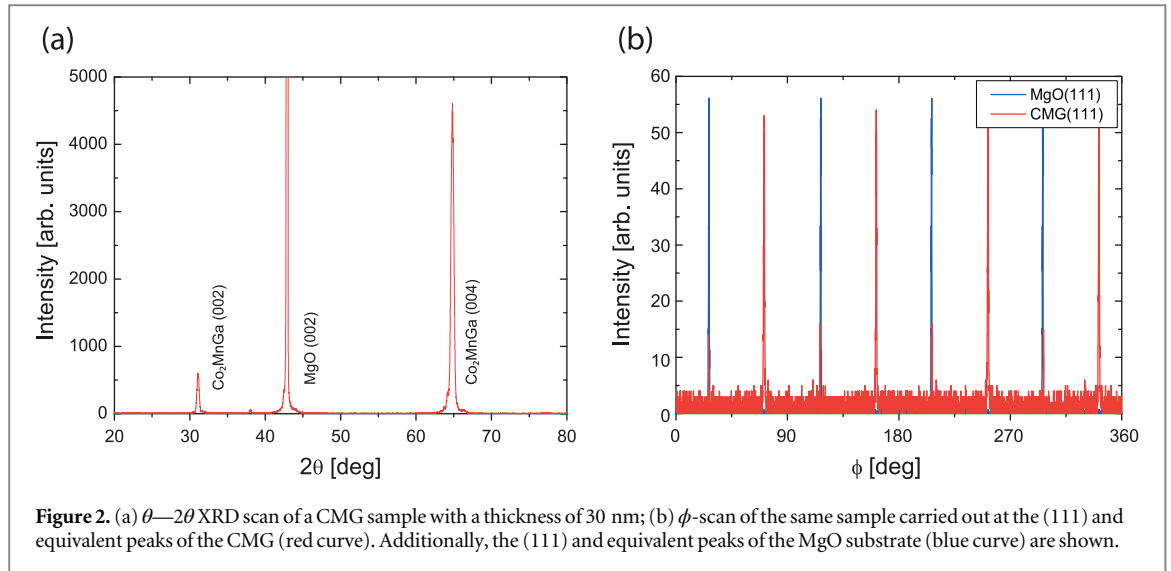 (a)
(b)
5000
4000
3000
2000
1000
0
Intensity [arb. units]
Co₂MnGa (002)
MgO (002)
Co₂MnGa (004)
20 30 40 50 60 70 80
2θ [deg]
60
50
40
30
20
10
0
Intensity [arb. units]
MgO(111)
CMG(111)
0 90 180 270 360
ϕ [deg]
Figure 2. (a) θ—2θ XRD scan of a CMG sample with a thickness of 30 nm; (b) ϕ-scan of the same sample carried out at the (111) and
equivalent peaks of the CMG (red curve). Additionally, the (111) and equivalent peaks of the MgO substrate (blue curve) are shown.